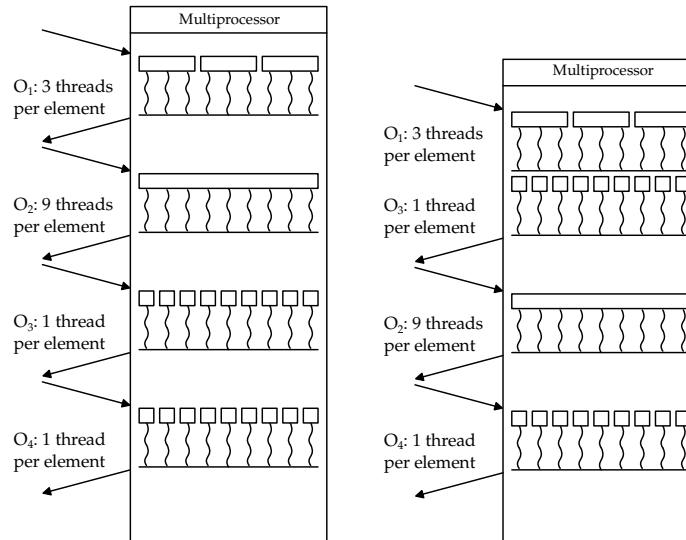 Multiprocessor
O₁: 3 threads
per element
O₂: 9 threads
per element
O₃: 1 thread
per element
O₄: 1 thread
per element
Multiprocessor
O₁: 3 threads
per element
O₃: 1 thread
per element
O₂: 9 threads
per element
O₄: 1 thread
per element